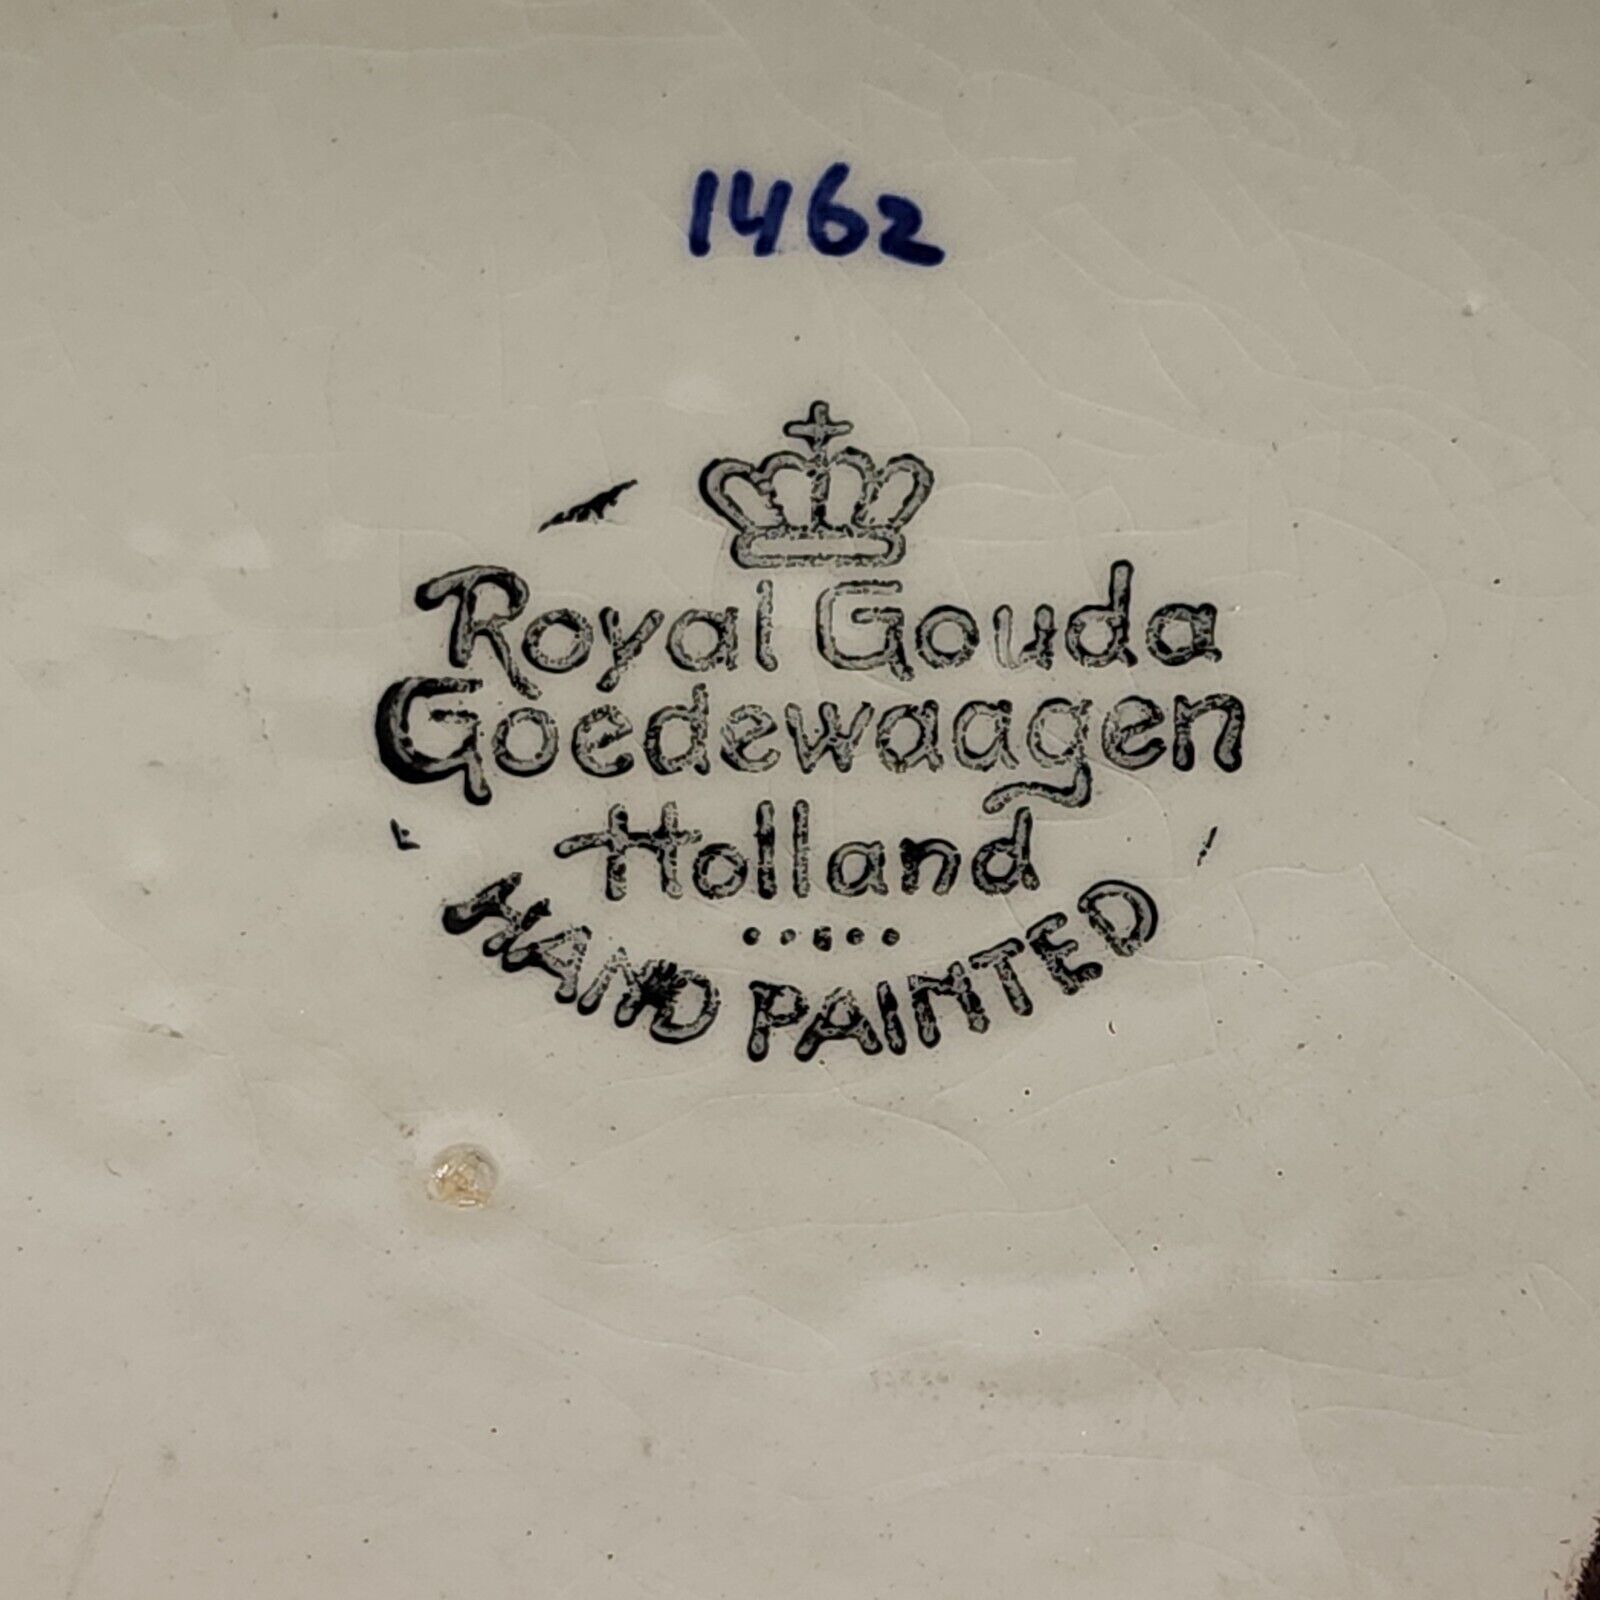 1462
Royal Gouda
Goedewaagen
Holland
HAND PAINTED